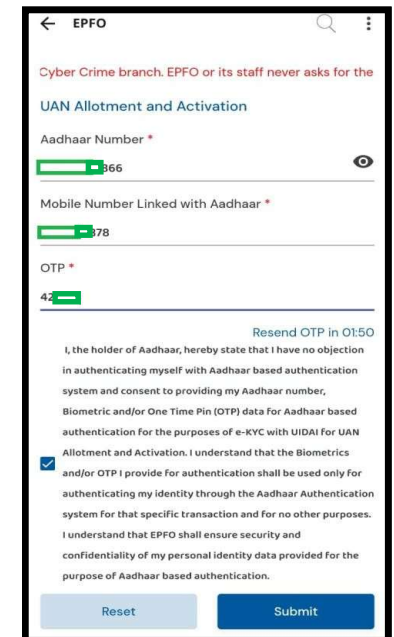 EPFO
Cyber Crime branch. EPFO or its staff never asks for the
UAN Allotment and Activation
Aadhaar Number *
866
Mobile Number Linked with Aadhaar *
378
OTP *
42
Resend OTP in 01:50
I, the holder of Aadhaar, hereby state that I have no objection
in authenticating myself with Aadhaar based authentication
system and consent to providing my Aadhaar number,
Biometric and/or One Time Pin (OTP) data for Aadhaar based
authentication for the purposes of e-KYC with UIDAI for UAN
Allotment and Activation. I understand that the Biometrics
and/or OTP I provide for authentication shall be used only for
authenticating my identity through the Aadhaar Authentication
system for that specific transaction and for no other purposes.
I understand that EPFO shall ensure security and
confidentiality of my personal identity data provided for the
purpose of Aadhaar based authentication.
Reset Submit